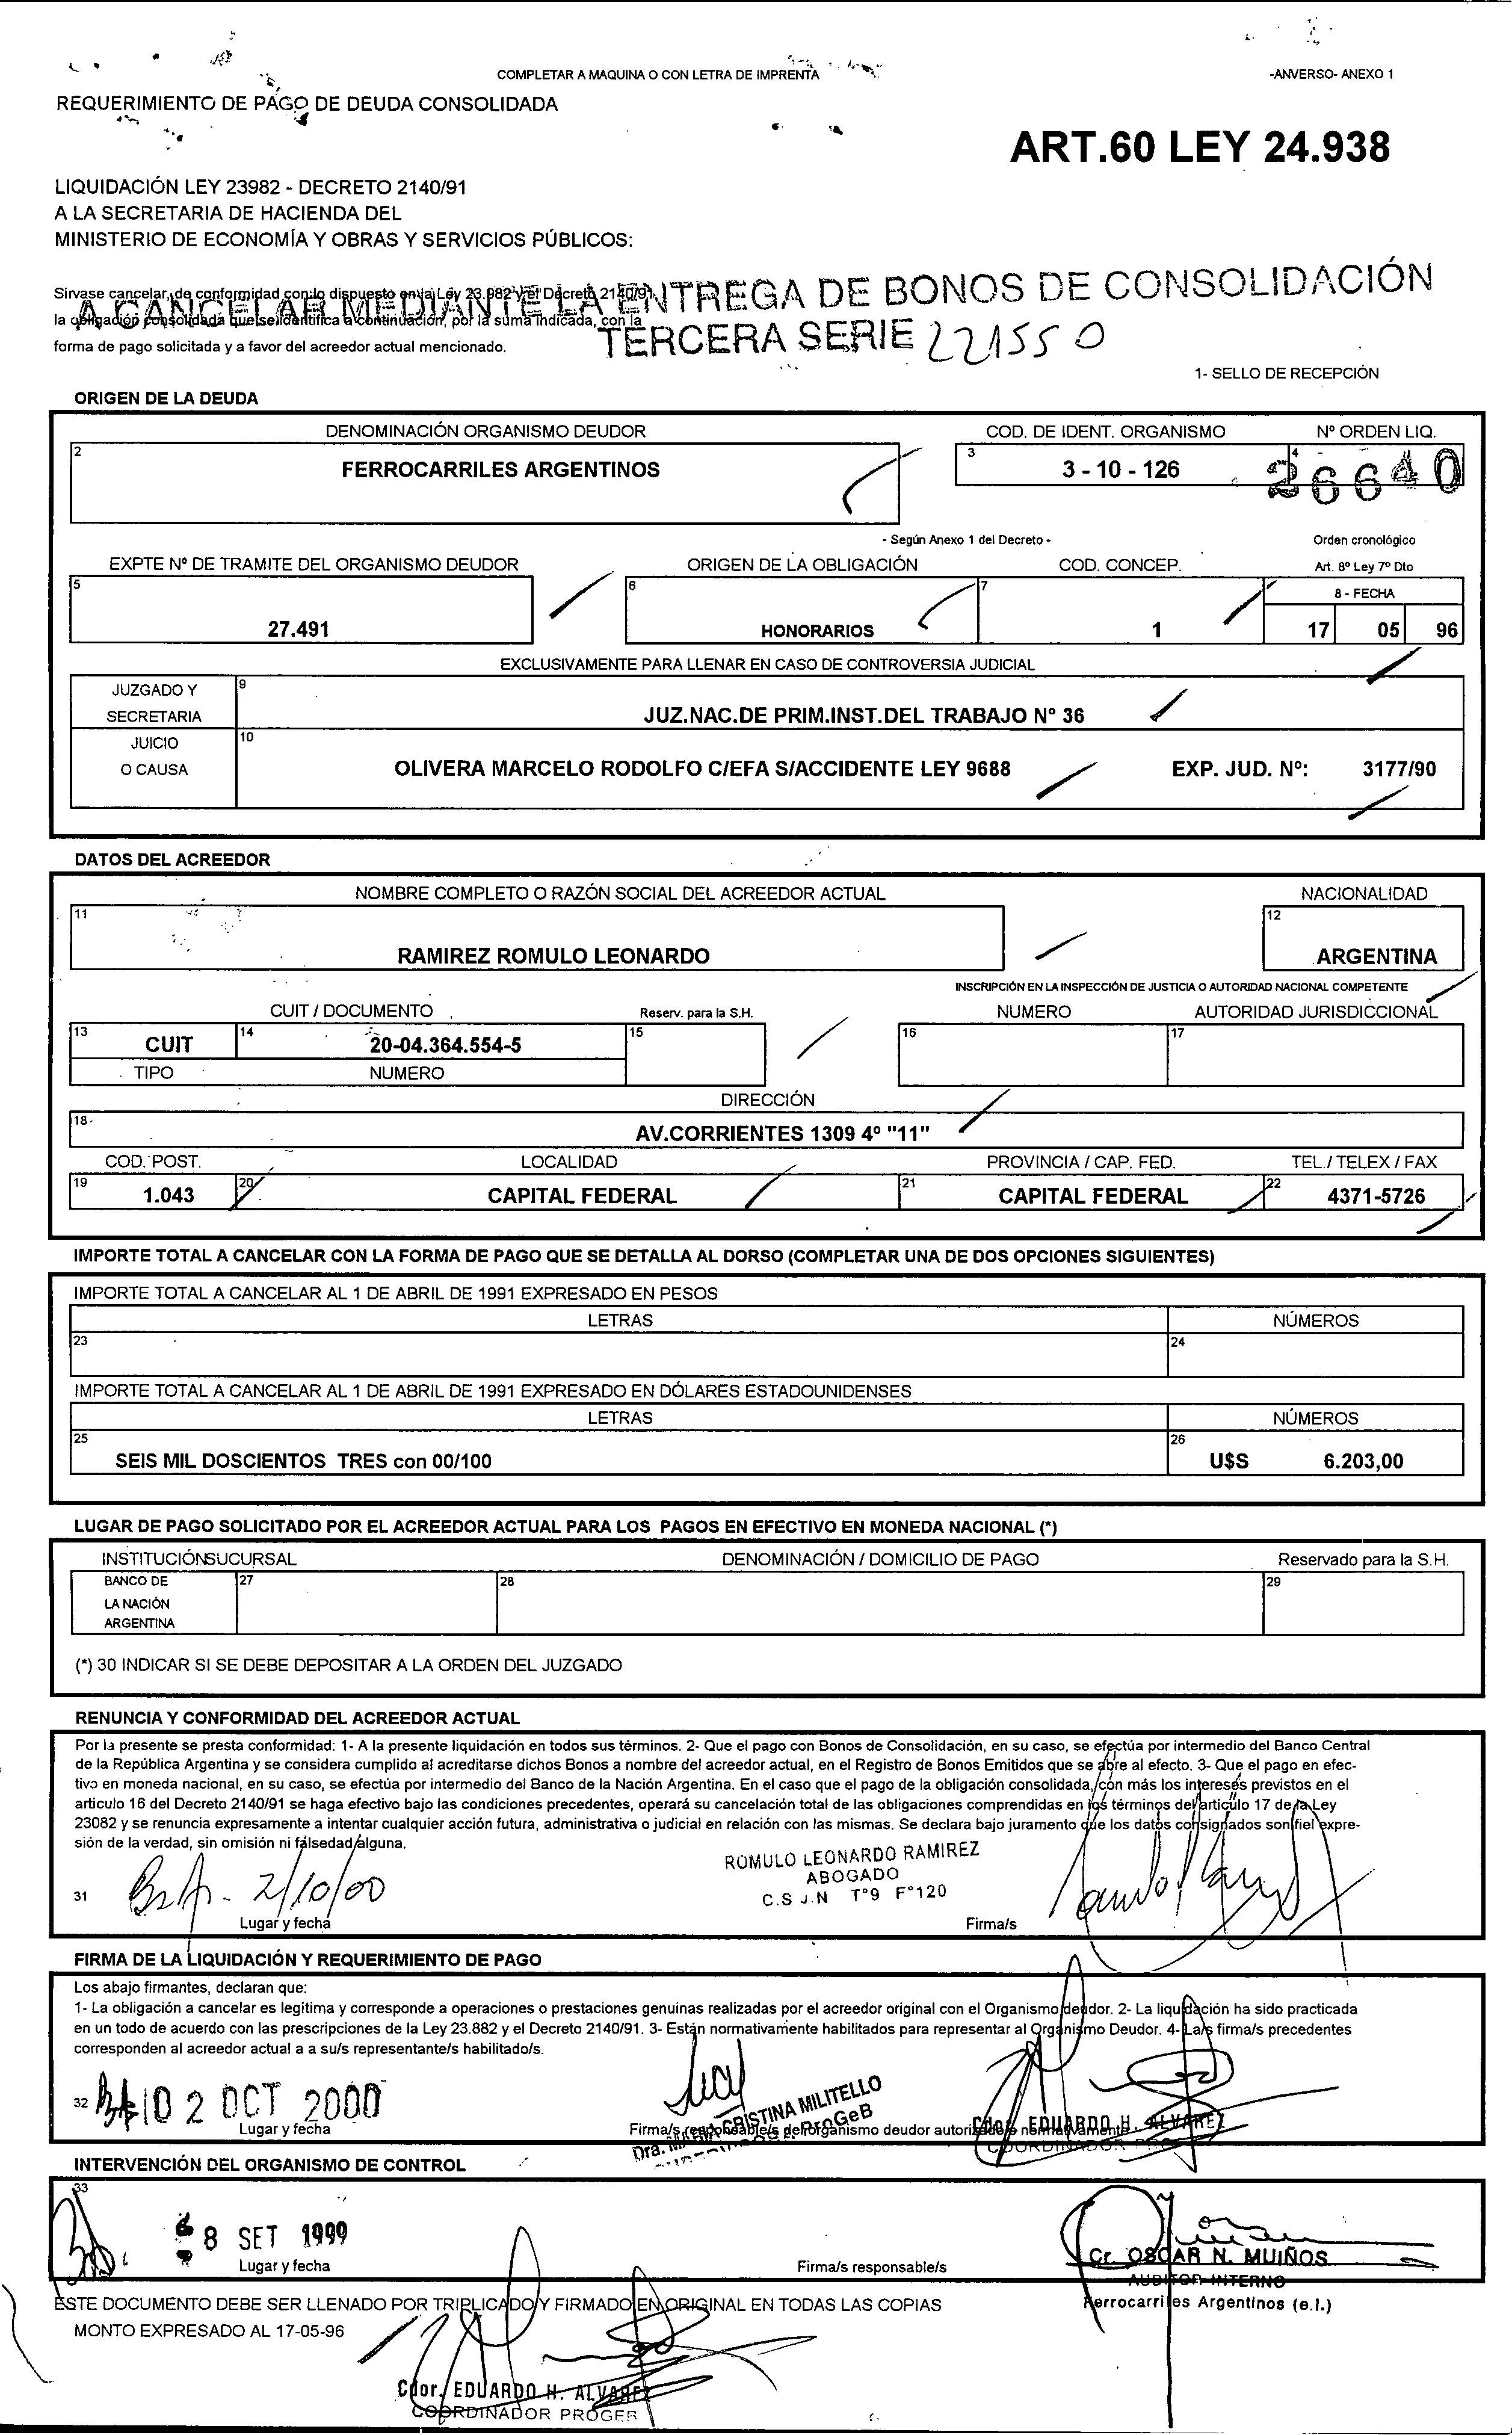 COMPLETAR A MAQUINA O CON LETRA DE IMPRENTA
-ANVERSO- ANEXO 1
REQUERIMIENTO DE PAGO DE DEUDA CONSOLIDADA
ART.60 LEY 24.938
LIQUIDACIÓN LEY 23982 - DECRETO 2140/91
A LA SECRETARIA DE HACIENDA DEL
MINISTERIO DE ECONOMÍA Y OBRAS Y SERVICIOS PÚBLICOS:
Sirvase cancelar, de conformidad con lo dispuesto en la Ley 23.982 y el Decreto 2140/91,
A CANCELAR MEDIANTE LA ENTREGA DE BONOS DE CONSOLIDACIÓN
la obligación consolidada que se identifica a continuación, por la suma indicada, con la
TERCERA SERIE 221550
forma de pago solicitada y a favor del acreedor actual mencionado.
1- SELLO DE RECEPCIÓN
ORIGEN DE LA DEUDA
DENOMINACIÓN ORGANISMO DEUDOR COD. DE IDENT. ORGANISMO Nº ORDEN LIQ.
2 FERROCARRILES ARGENTINOS 3 3 - 10 - 126 4 26640
- Según Anexo 1 del Decreto - Orden cronológico
EXPTE Nº DE TRAMITE DEL ORGANISMO DEUDOR ORIGEN DE LA OBLIGACIÓN COD. CONCEP. Art. 8º Ley 7º Dto
5 6 7 8 - FECHA
27.491 HONORARIOS 1 17 05 96
EXCLUSIVAMENTE PARA LLENAR EN CASO DE CONTROVERSIA JUDICIAL
JUZGADO Y 9
SECRETARIA JUZ.NAC.DE PRIM.INST.DEL TRABAJO Nº 36
JUICIO 10
O CAUSA OLIVERA MARCELO RODOLFO C/EFA S/ACCIDENTE LEY 9688 EXP. JUD. Nº: 3177/90
DATOS DEL ACREEDOR
NOMBRE COMPLETO O RAZÓN SOCIAL DEL ACREEDOR ACTUAL NACIONALIDAD
11 12
RAMIREZ ROMULO LEONARDO ARGENTINA
INSCRIPCIÓN EN LA INSPECCIÓN DE JUSTICIA O AUTORIDAD NACIONAL COMPETENTE
CUIT / DOCUMENTO Reserv. para la S.H. NUMERO AUTORIDAD JURISDICCIONAL
13 CUIT 14 20-04.364.554-5 15 16 17
TIPO NUMERO
DIRECCIÓN
18 AV.CORRIENTES 1309 4º "11"
COD. POST. LOCALIDAD PROVINCIA / CAP. FED. TEL./ TELEX / FAX
19 1.043 20 CAPITAL FEDERAL 21 CAPITAL FEDERAL 22 4371-5726
IMPORTE TOTAL A CANCELAR CON LA FORMA DE PAGO QUE SE DETALLA AL DORSO (COMPLETAR UNA DE DOS OPCIONES SIGUIENTES)
IMPORTE TOTAL A CANCELAR AL 1 DE ABRIL DE 1991 EXPRESADO EN PESOS
LETRAS NÚMEROS
23 24
IMPORTE TOTAL A CANCELAR AL 1 DE ABRIL DE 1991 EXPRESADO EN DÓLARES ESTADOUNIDENSES
LETRAS NÚMEROS
25 26
SEIS MIL DOSCIENTOS TRES con 00/100 U$S 6.203,00
LUGAR DE PAGO SOLICITADO POR EL ACREEDOR ACTUAL PARA LOS PAGOS EN EFECTIVO EN MONEDA NACIONAL (*)
INSTITUCIÓN SUCURSAL DENOMINACIÓN / DOMICILIO DE PAGO Reservado para la S.H.
BANCO DE 27 28 29
LA NACIÓN
ARGENTINA
(*) 30 INDICAR SI SE DEBE DEPOSITAR A LA ORDEN DEL JUZGADO
RENUNCIA Y CONFORMIDAD DEL ACREEDOR ACTUAL
Por la presente se presta conformidad: 1- A la presente liquidación en todos sus términos. 2- Que el pago con Bonos de Consolidación, en su caso, se efectúa por intermedio del Banco Central
de la República Argentina y se considera cumplido al acreditarse dichos Bonos a nombre del acreedor actual, en el Registro de Bonos Emitidos que se abre al efecto. 3- Que el pago en efec-
tivo en moneda nacional, en su caso, se efectúa por intermedio del Banco de la Nación Argentina. En el caso que el pago de la obligación consolidada, con más los intereses previstos en el
articulo 16 del Decreto 2140/91 se haga efectivo bajo las condiciones precedentes, operará su cancelación total de las obligaciones comprendidas en los términos del articulo 17 de la Ley
23082 y se renuncia expresamente a intentar cualquier acción futura, administrativa o judicial en relación con las mismas. Se declara bajo juramento que los datos consignados son fiel expre-
sión de la verdad, sin omisión ni fálsedad alguna.
ROMULO LEONARDO RAMIREZ
ABOGADO
C.S.J.N Tº9 Fº120
31 Bs As - 2/10/00
Lugar y fecha Firma/s
FIRMA DE LA LIQUIDACIÓN Y REQUERIMIENTO DE PAGO
Los abajo firmantes, declaran que:
1- La obligación a cancelar es legítima y corresponde a operaciones o prestaciones genuinas realizadas por el acreedor original con el Organismo deudor. 2- La liquidación ha sido practicada
en un todo de acuerdo con las prescripciones de la Ley 23.882 y el Decreto 2140/91. 3- Están normativamente habilitados para representar al Organismo Deudor. 4- La/s firma/s precedentes
corresponden al acreedor actual a a su/s representante/s habilitado/s.
32 02 OCT 2000
Lugar y fecha Firma/s responsable/s del organismo deudor autorizado/s normativamente
Dra. MARIA CRISTINA MILITELLO
Cdor. EDUARDO H. ALVAREZ
INTERVENCIÓN DEL ORGANISMO DE CONTROL
33
8 SET 1999
Lugar y fecha Firma/s responsable/s
Cr. OSCAR N. MUIÑOS
AUDITOR INTERNO
Ferrocarriles Argentinos (e.l.)
ESTE DOCUMENTO DEBE SER LLENADO POR TRIPLICADO Y FIRMADO EN ORIGINAL EN TODAS LAS COPIAS
MONTO EXPRESADO AL 17-05-96
Cdor. EDUARDO H. ALVAREZ
COORDINADOR PROGEB